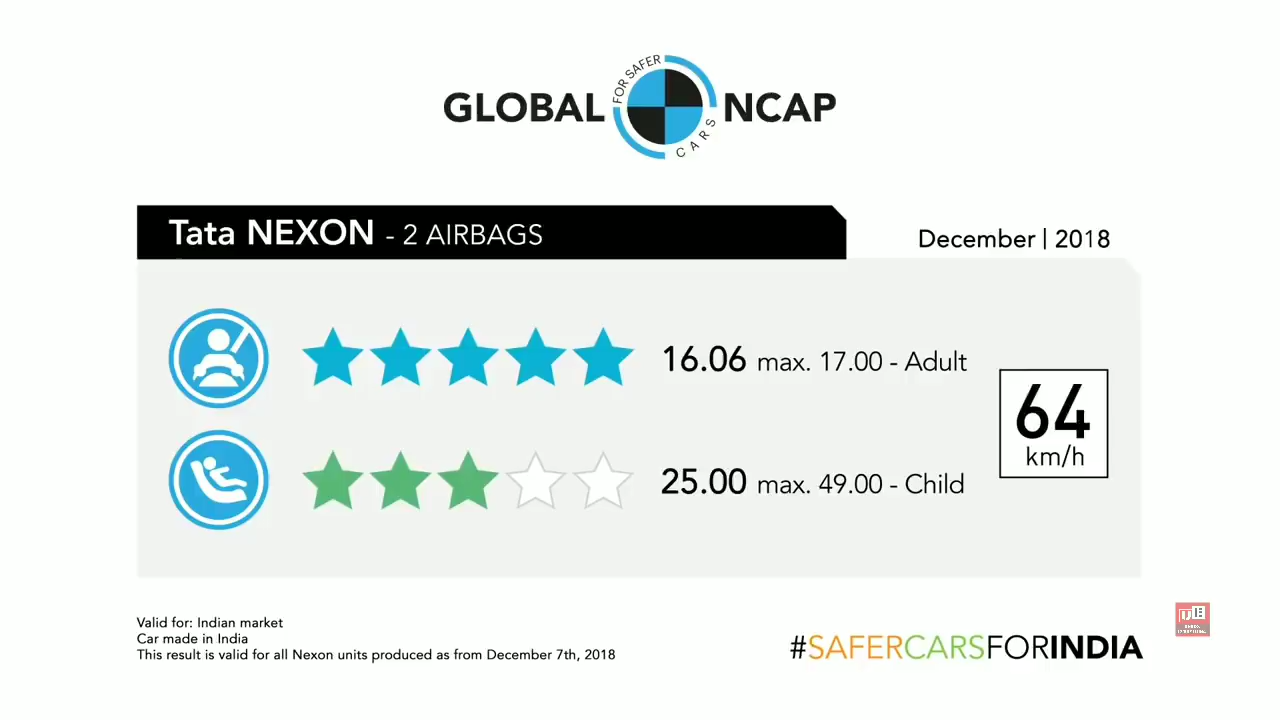 GLOBAL FOR SAFER CARS NCAP
Tata NEXON - 2 AIRBAGS
December | 2018
16.06 max. 17.00 - Adult
64
km/h
25.00 max. 49.00 - Child
Valid for: Indian market
Car made in India
This result is valid for all Nexon units produced as from December 7th, 2018
#SAFERCARSFORINDIA